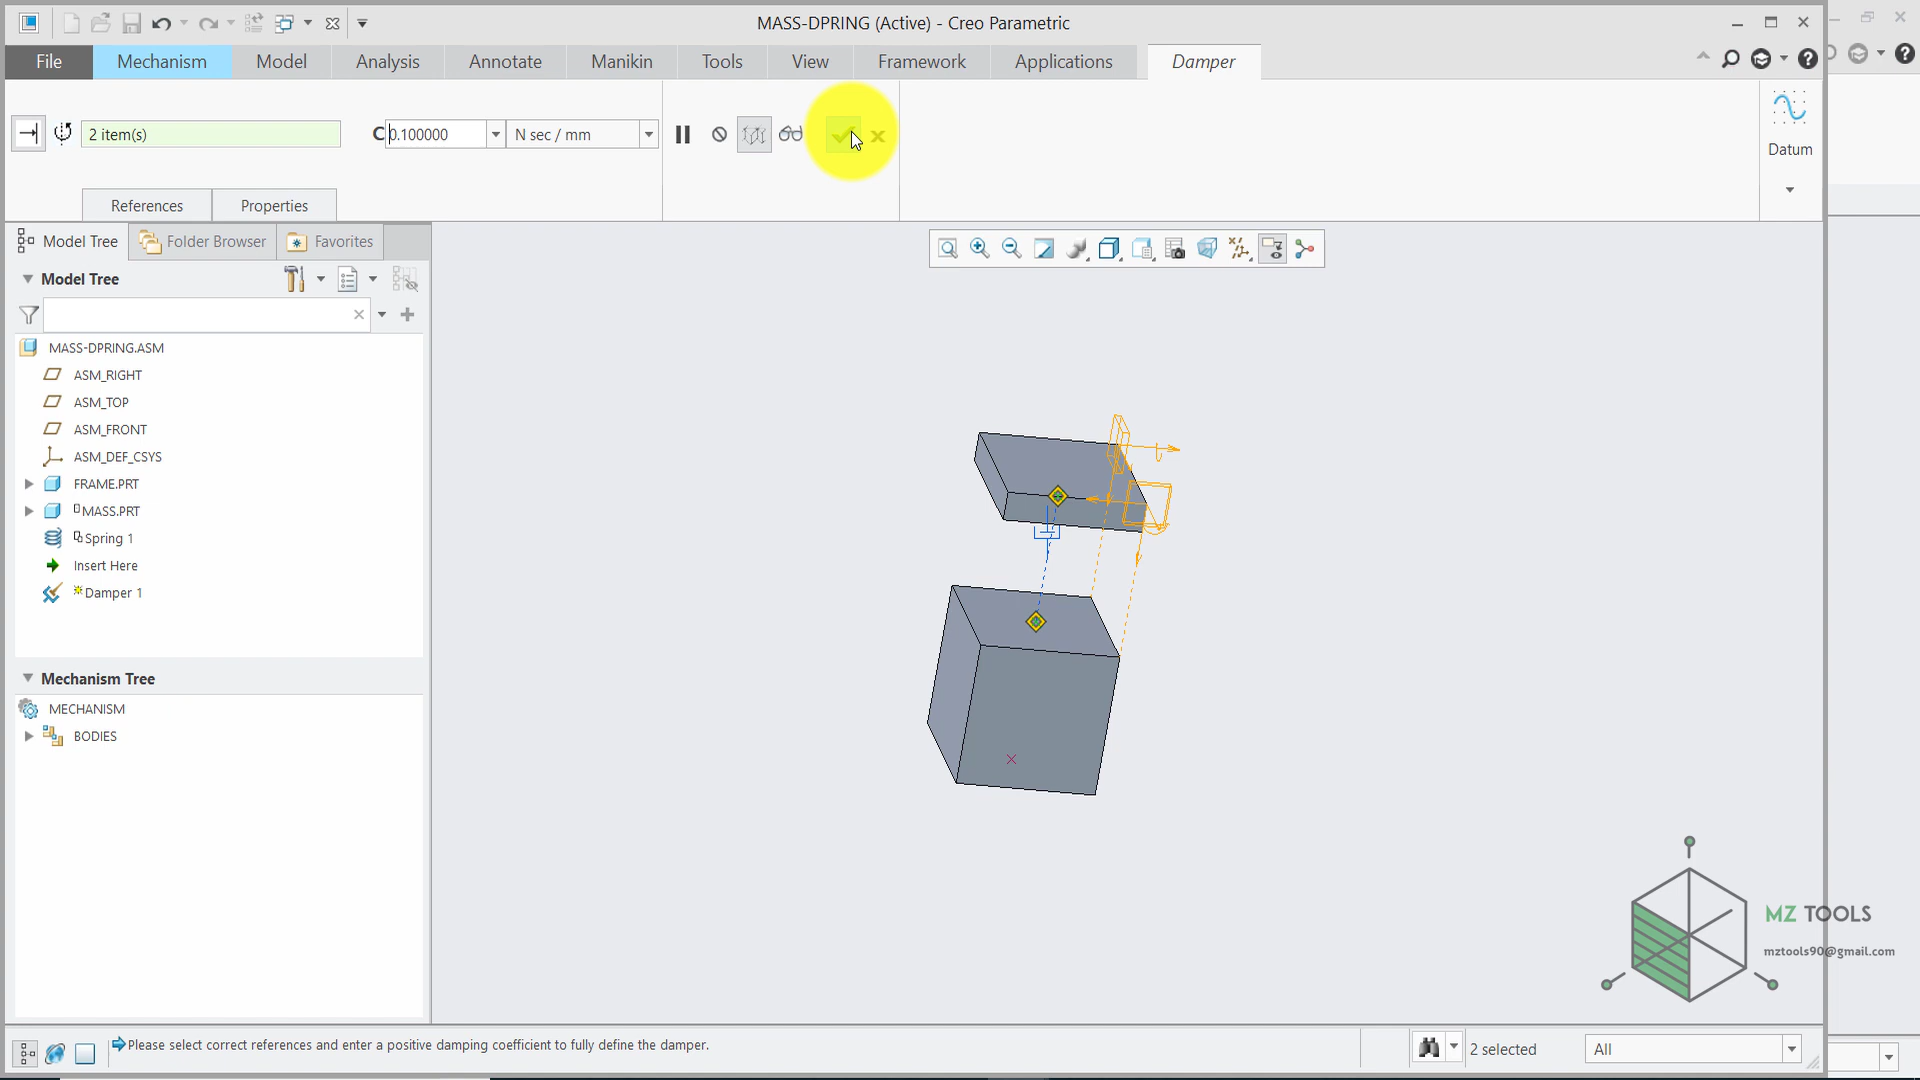 MASS-DPRING (Active) - Creo Parametric
File
Mechanism
Model
Analysis
Annotate
Manikin
Tools
View
Framework
Applications
Damper
2 item(s)
C
0.100000
N sec / mm
Datum
References
Properties
Model Tree
Folder Browser
Favorites
Model Tree
MASS-DPRING.ASM
ASM_RIGHT
ASM_TOP
ASM_FRONT
ASM_DEF_CSYS
FRAME.PRT
MASS.PRT
Spring 1
Insert Here
Damper 1
Mechanism Tree
MECHANISM
BODIES
MZ TOOLS
mztools90@gmail.com
Please select correct references and enter a positive damping coefficient to fully define the damper.
2 selected
All